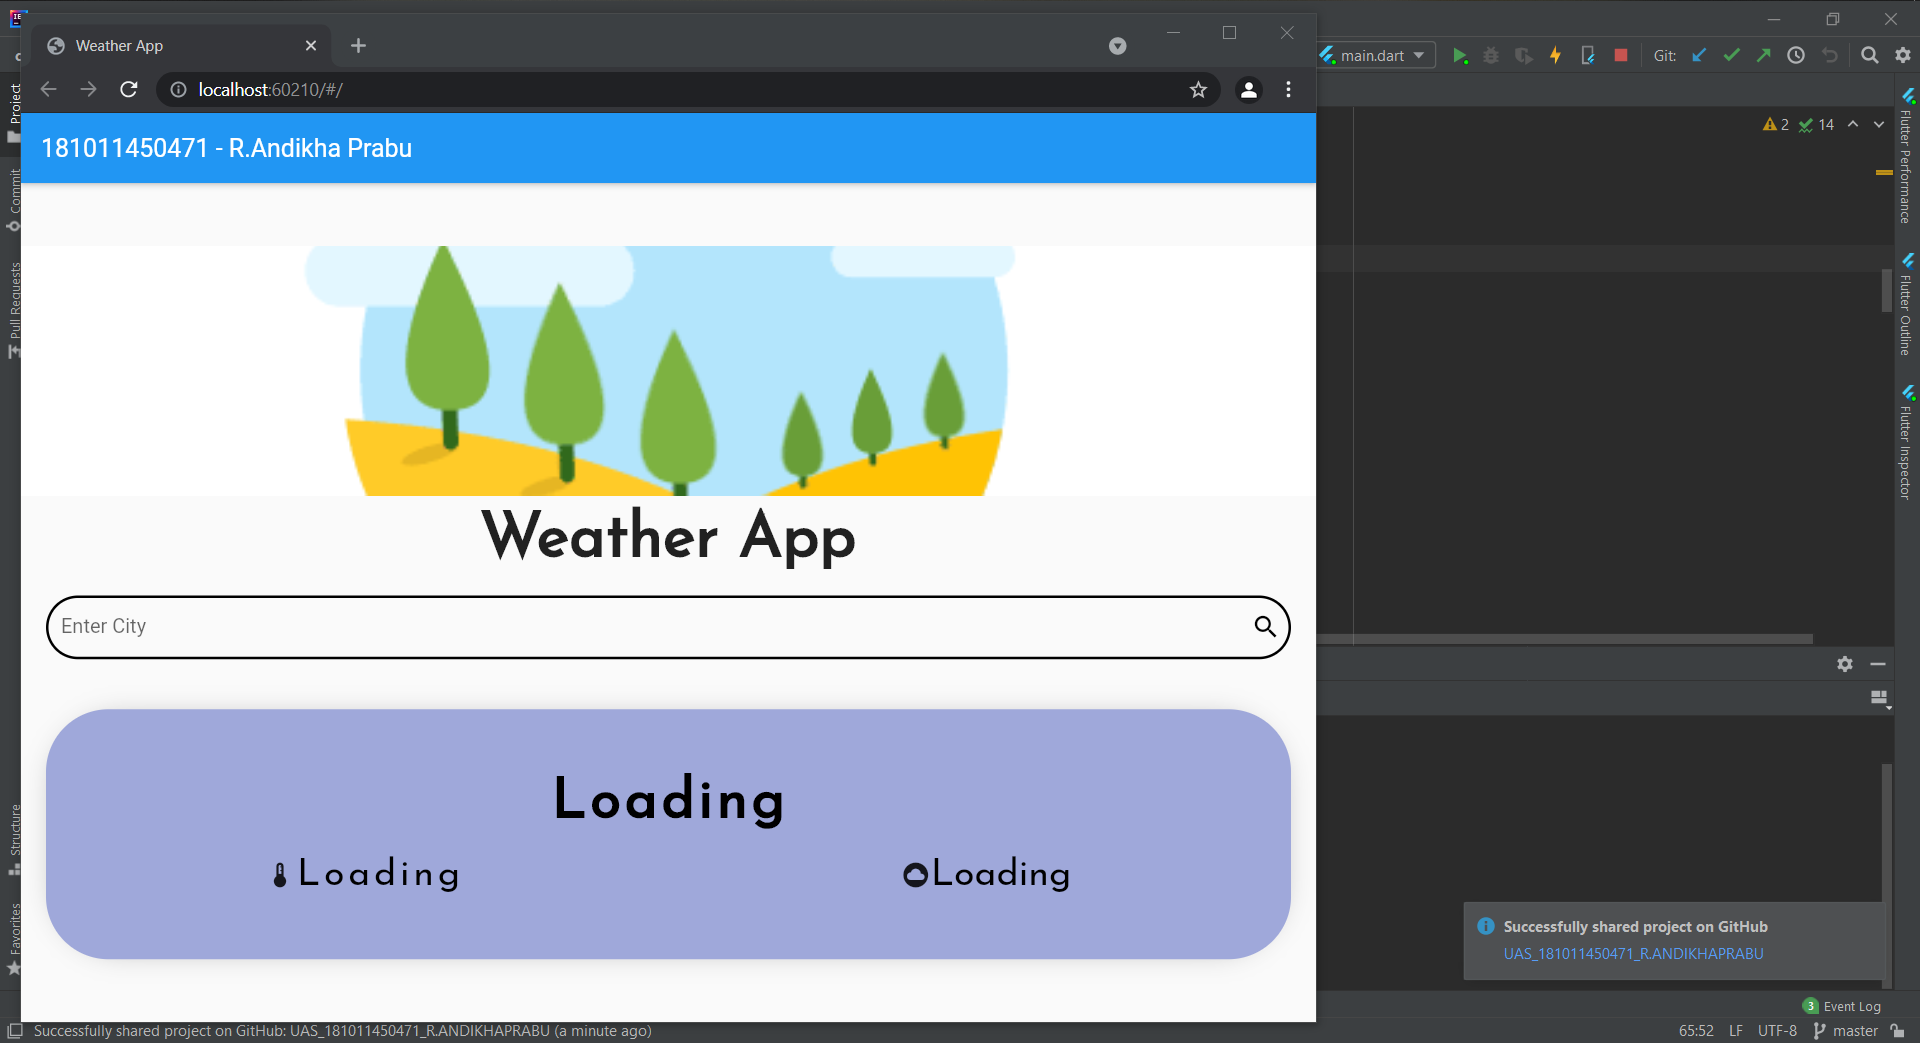 IE
Weather App
localhost:60210/#/
main.dart
Git:
181011450471 - R.Andikha Prabu
2
14
Project
Commit
Pull Requests
Structure
Favorites
Flutter Performance
Flutter Outline
Flutter Inspector
Weather App
Enter City
Loading
Loading
Loading
Successfully shared project on GitHub
UAS_181011450471_R.ANDIKHAPRABU
3 Event Log
Successfully shared project on GitHub: UAS_181011450471_R.ANDIKHAPRABU (a minute ago)
65:52 LF UTF-8 master